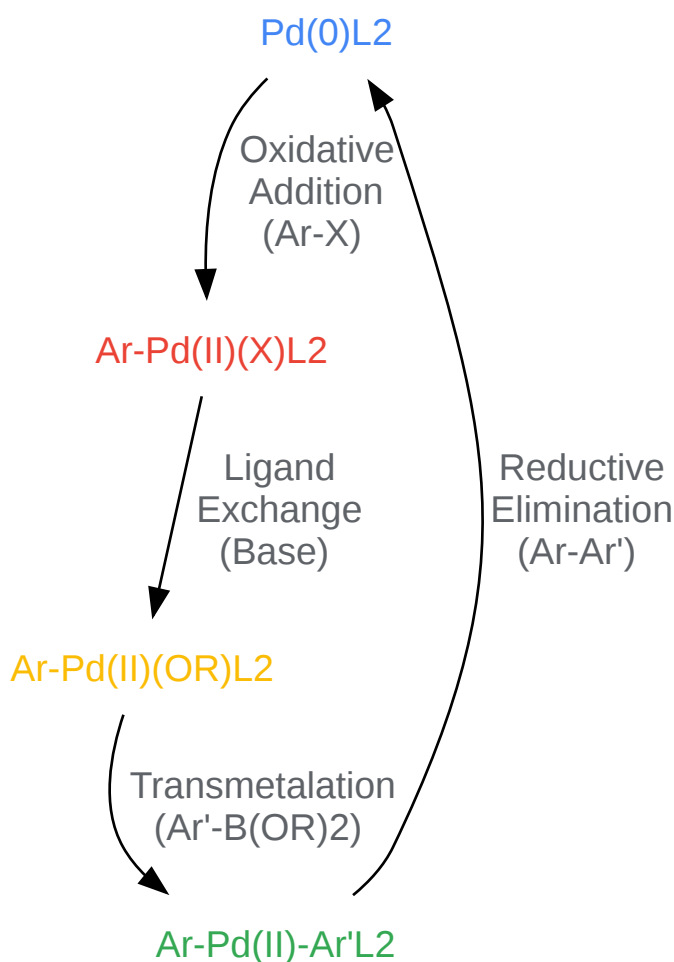 Pd(0)L2
Oxidative
Addition
(Ar-X)
Ar-Pd(II)(X)L2
Ligand
Exchange
(Base)
Reductive
Elimination
(Ar-Ar')
Ar-Pd(II)(OR)L2
Transmetalation
(Ar'-B(OR)2)
Ar-Pd(II)-Ar'L2